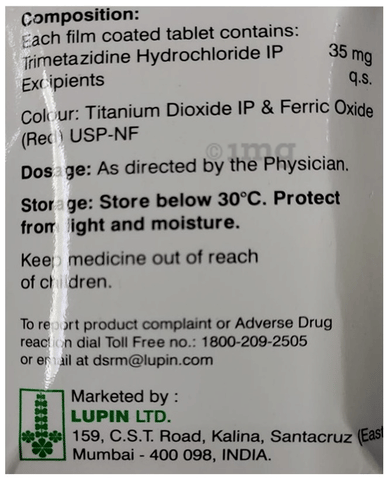 Composition:
Each film coated tablet contains:
Trimetazidine Hydrochloride IP 35 mg
Excipients q.s.
Colour: Titanium Dioxide IP & Ferric Oxide
(Red) USP-NF
1mg
Dosage: As directed by the Physician.
Storage: Store below 30°C. Protect
from light and moisture.
Keep medicine out of reach
of children.
To report product complaint or Adverse Drug
reaction dial Toll Free no.: 1800-209-2505
or email at dsrm@lupin.com
Marketed by :
LUPIN LTD.
159, C.S.T. Road, Kalina, Santacruz (East
Mumbai - 400 098, INDIA.